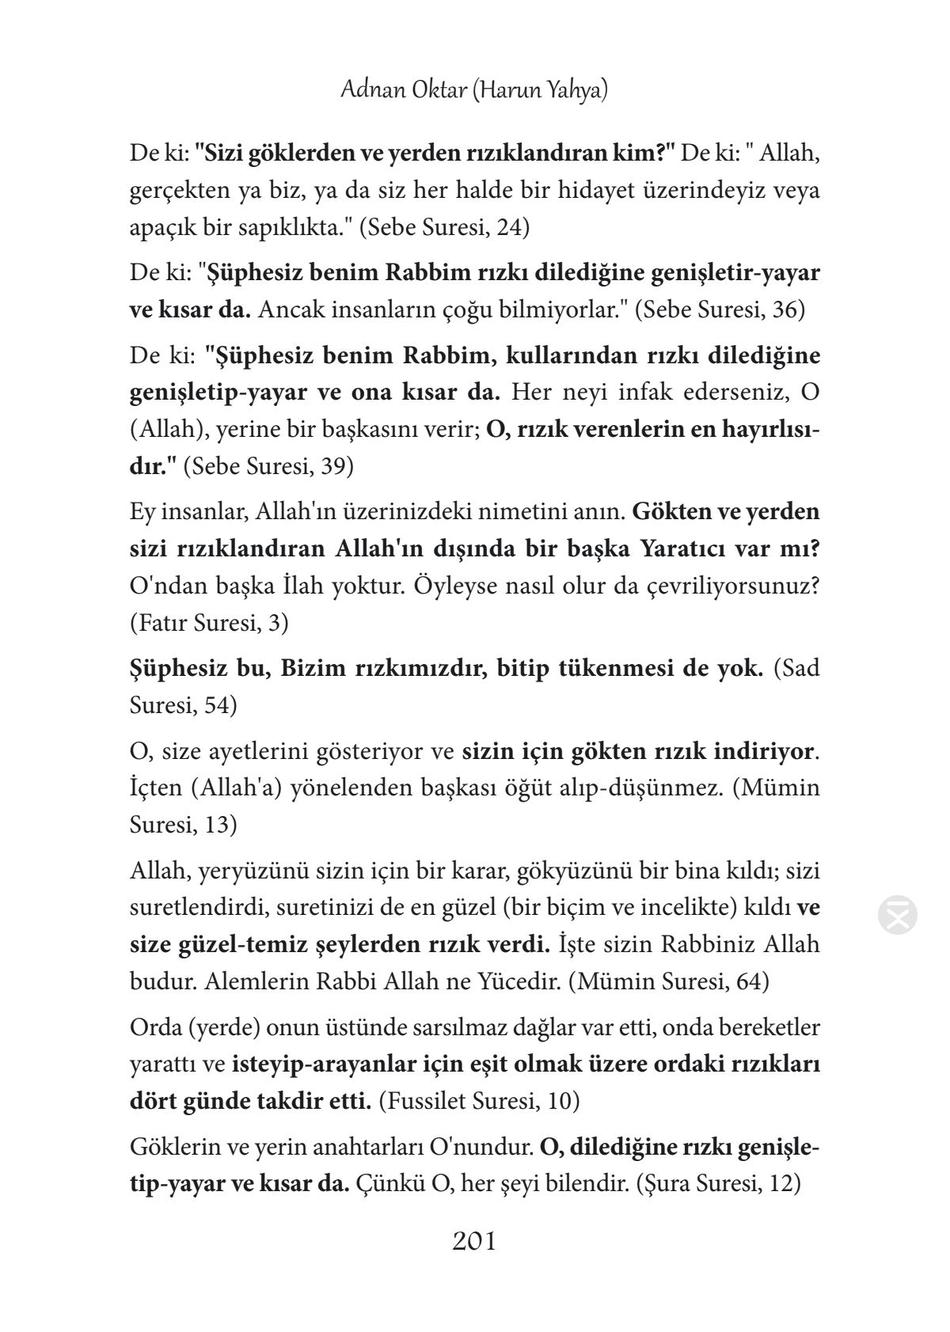 Adnan Oktar (Harun Yahya)
De ki: "Sizi göklerden ve yerden rızıklandıran kim?" De ki: " Allah,
gerçekten ya biz, ya da siz her halde bir hidayet üzerindeyiz veya
apaçık bir sapıklıkta." (Sebe Suresi, 24)
De ki: "Şüphesiz benim Rabbim rızkı dilediğine genişletir-yayar
ve kısar da. Ancak insanların çoğu bilmiyorlar." (Sebe Suresi, 36)
De ki: "Şüphesiz benim Rabbim, kullarından rızkı dilediğine
genişletip-yayar ve ona kısar da. Her neyi infak ederseniz, O
(Allah), yerine bir başkasını verir; O, rızık verenlerin en hayırlısı-
dır." (Sebe Suresi, 39)
Ey insanlar, Allah'ın üzerinizdeki nimetini anın. Gökten ve yerden
sizi rızıklandıran Allah'ın dışında bir başka Yaratıcı var mı?
O'ndan başka İlah yoktur. Öyleyse nasıl olur da çevriliyorsunuz?
(Fatır Suresi, 3)
Şüphesiz bu, Bizim rızkımızdır, bitip tükenmesi de yok. (Sad
Suresi, 54)
O, size ayetlerini gösteriyor ve sizin için gökten rızık indiriyor.
İçten (Allah'a) yönelenden başkası öğüt alıp-düşünmez. (Mümin
Suresi, 13)
Allah, yeryüzünü sizin için bir karar, gökyüzünü bir bina kıldı; sizi
suretlendirdi, suretinizi de en güzel (bir biçim ve incelikte) kıldı ve
size güzel-temiz şeylerden rızık verdi. İşte sizin Rabbiniz Allah
budur. Alemlerin Rabbi Allah ne Yücedir. (Mümin Suresi, 64)
Orda (yerde) onun üstünde sarsılmaz dağlar var etti, onda bereketler
yarattı ve isteyip-arayanlar için eşit olmak üzere ordaki rızıkları
dört günde takdir etti. (Fussilet Suresi, 10)
Göklerin ve yerin anahtarları O'nundur. O, dilediğine rızkı genişle-
tip-yayar ve kısar da. Çünkü O, her şeyi bilendir. (Şura Suresi, 12)
201